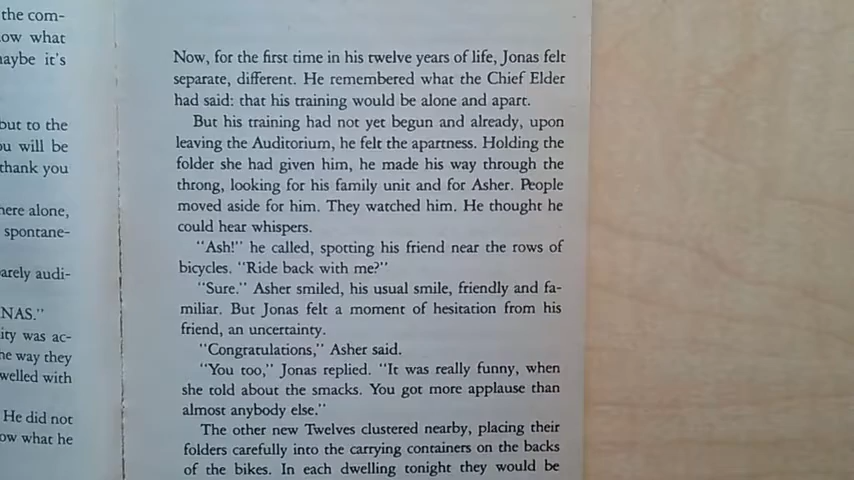 the com-
ow what
naybe it's
but to the
u will be
thank you
here alone,
spontane-
arely audi-
NAS."
ity was ac-
he way they
welled with
He did not
ow what he
Now, for the first time in his twelve years of life, Jonas felt
separate, different. He remembered what the Chief Elder
had said: that his training would be alone and apart.
But his training had not yet begun and already, upon
leaving the Auditorium, he felt the apartness. Holding the
folder she had given him, he made his way through the
throng, looking for his family unit and for Asher. People
moved aside for him. They watched him. He thought he
could hear whispers.
"Ash!" he called, spotting his friend near the rows of
bicycles. "Ride back with me?"
"Sure." Asher smiled, his usual smile, friendly and fa-
miliar. But Jonas felt a moment of hesitation from his
friend, an uncertainty.
"Congratulations," Asher said.
"You too," Jonas replied. "It was really funny, when
she told about the smacks. You got more applause than
almost anybody else."
The other new Twelves clustered nearby, placing their
folders carefully into the carrying containers on the backs
of the bikes. In each dwelling tonight they would be